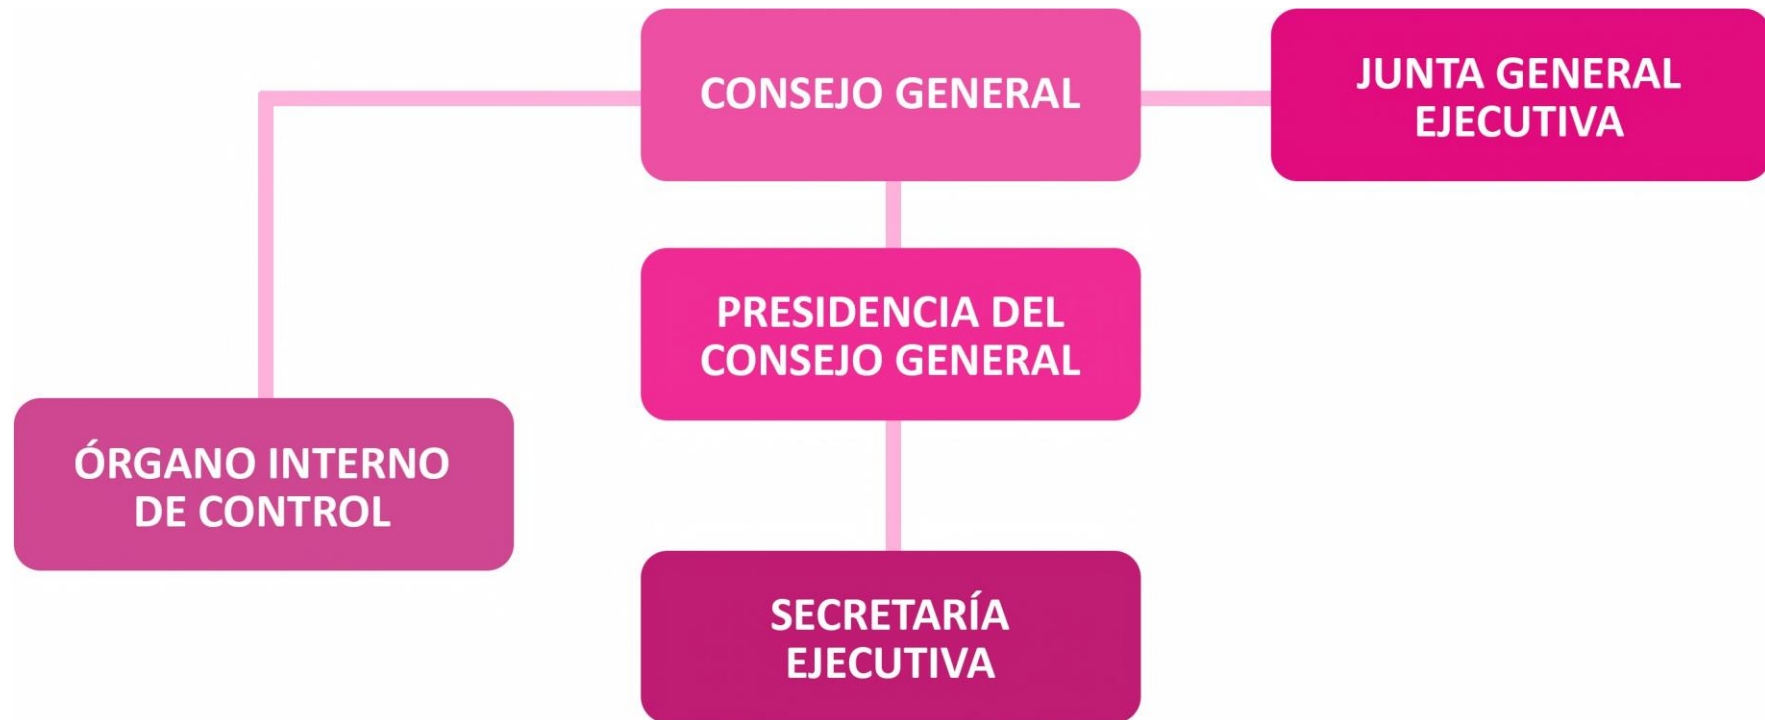 CONSEJO GENERAL
JUNTA GENERAL
EJECUTIVA
PRESIDENCIA DEL
CONSEJO GENERAL
ÓRGANO INTERNO
DE CONTROL
SECRETARÍA
EJECUTIVA